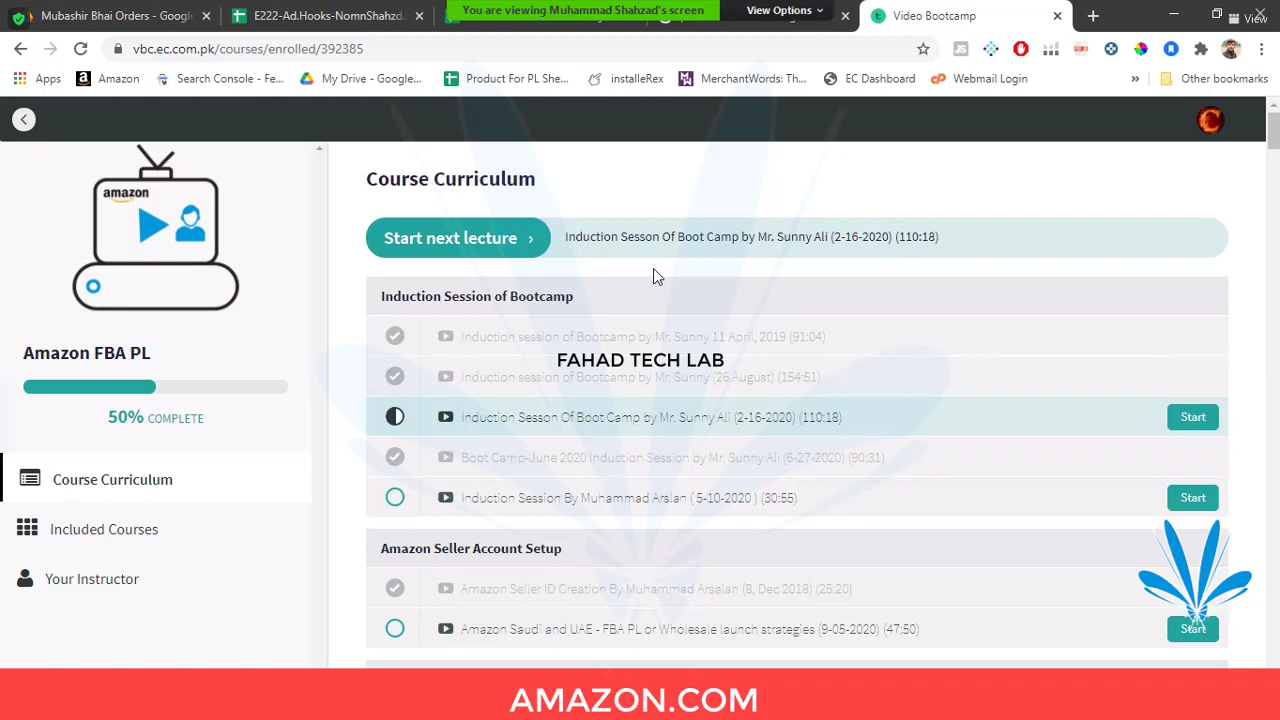 Mubashir Bhai Orders - Google
E222-Ad.Hooks-NomnShahzd.
You are viewing Muhammad Shahzad's screen
View Options
Video Bootcamp
View
vbc.ec.com.pk/courses/enrolled/392385
Apps
Amazon
Search Console - Fe...
My Drive - Google...
Product For PL She...
installeRex
MerchantWords: Th...
EC Dashboard
Webmail Login
»
Other bookmarks
amazon
Amazon FBA PL
50% COMPLETE
Course Curriculum
Included Courses
Your Instructor
Course Curriculum
Start next lecture ›
Induction Sesson Of Boot Camp by Mr. Sunny Ali (2-16-2020) (110:18)
Induction Session of Bootcamp
Induction session of Bootcamp by Mr. Sunny 11 April, 2019 (91:04)
FAHAD TECH LAB
Induction session of Bootcamp by Mr. Sunny (26 August) (154:51)
Induction Sesson Of Boot Camp by Mr. Sunny Ali (2-16-2020) (110:18)
Start
Boot Camp-June 2020 Induction Session by Mr. Sunny Ali (6-27-2020) (90:31)
Induction Session By Muhammad Arslan ( 5-10-2020 ) (30:55)
Start
Amazon Seller Account Setup
Amazon Seller ID Creation By Muhammad Arsalan (8, Dec 2018) (25:20)
Amazon Saudi and UAE - FBA PL or Wholesale launch strategies (9-05-2020) (47:50)
Start
AMAZON.COM